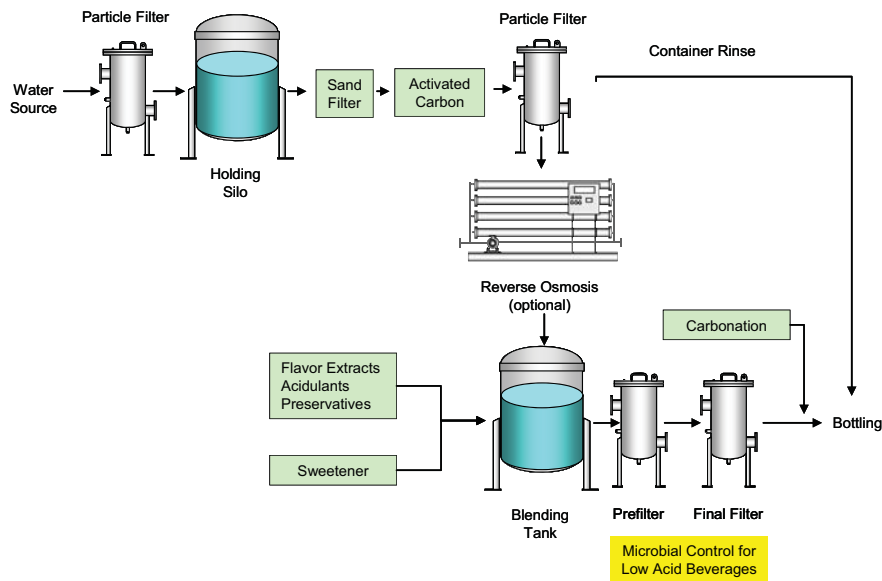 Particle Filter
Particle Filter
Container Rinse
Water
Source
Sand
Filter
Activated
Carbon
Holding
Silo
Reverse Osmosis
(optional)
Carbonation
Flavor Extracts
Acidulants
Preservatives
Bottling
Sweetener
Blending
Tank
Prefilter
Final Filter
Microbial Control for
Low Acid Beverages